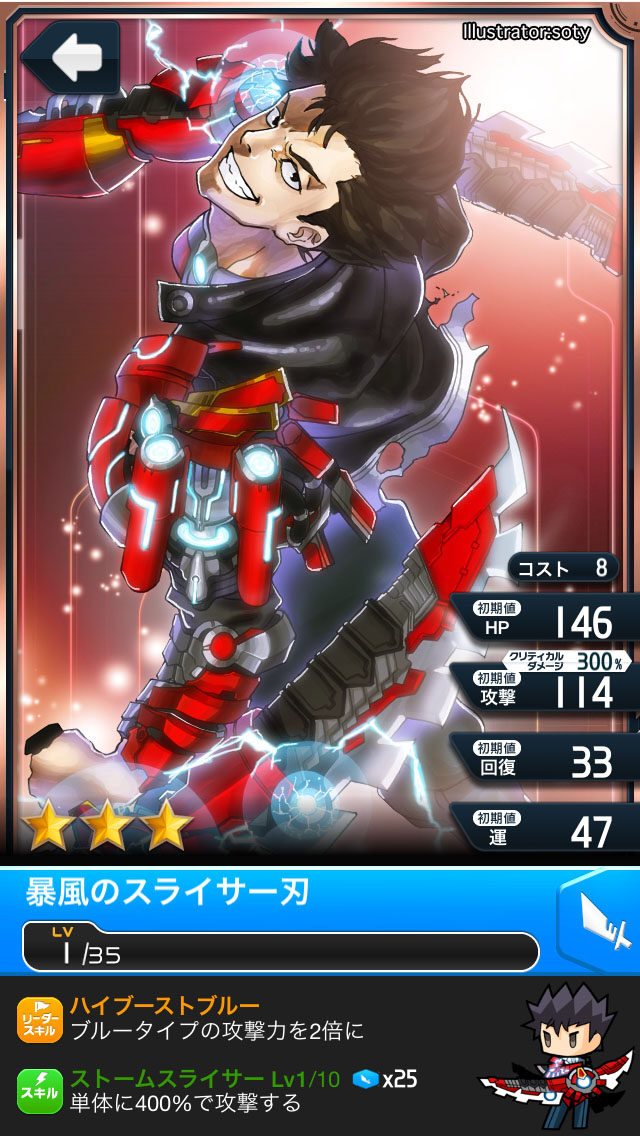 Illustrator:soty
コスト 8
初期値
HP 146
クリティカル
ダメージ 300%
初期値
攻撃 114
初期値
回復 33
初期値
運 47
暴風のスライサー刃
LV
1/35
リーダー
スキル
ハイブーストブルー
ブルータイプの攻撃力を2倍に
スキル
ストームスライサー Lv1/10 x25
単体に400%で攻撃する